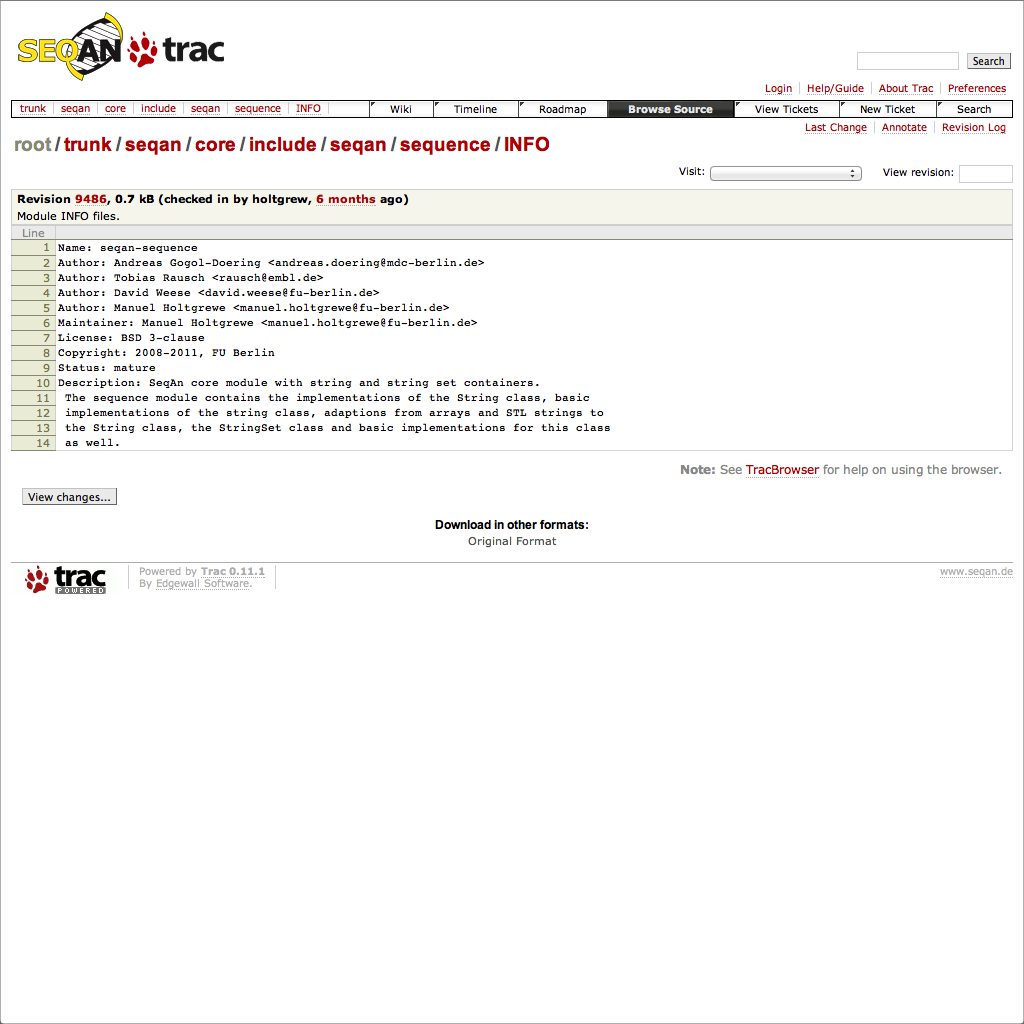 SEQAN trac
Search
Login Help/Guide About Trac Preferences
trunk seqan core include seqan sequence INFO Wiki Timeline Roadmap Browse Source View Tickets New Ticket Search
Last Change Annotate Revision Log
root / trunk / seqan / core / include / seqan / sequence / INFO
Visit: View revision:
Revision 9486, 0.7 kB (checked in by holtgrew, 6 months ago)
Module INFO files.
Line
1 Name: seqan-sequence
2 Author: Andreas Gogol-Doering <andreas.doering@mdc-berlin.de>
3 Author: Tobias Rausch <rausch@embl.de>
4 Author: David Weese <david.weese@fu-berlin.de>
5 Author: Manuel Holtgrewe <manuel.holtgrewe@fu-berlin.de>
6 Maintainer: Manuel Holtgrewe <manuel.holtgrewe@fu-berlin.de>
7 License: BSD 3-clause
8 Copyright: 2008-2011, FU Berlin
9 Status: mature
10 Description: SeqAn core module with string and string set containers.
11 The sequence module contains the implementations of the String class, basic
12 implementations of the string class, adaptions from arrays and STL strings to
13 the String class, the StringSet class and basic implementations for this class
14 as well.
Note: See TracBrowser for help on using the browser.
View changes...
Download in other formats:
Original Format
trac POWERED
Powered by Trac 0.11.1
By Edgewall Software.
www.seqan.de